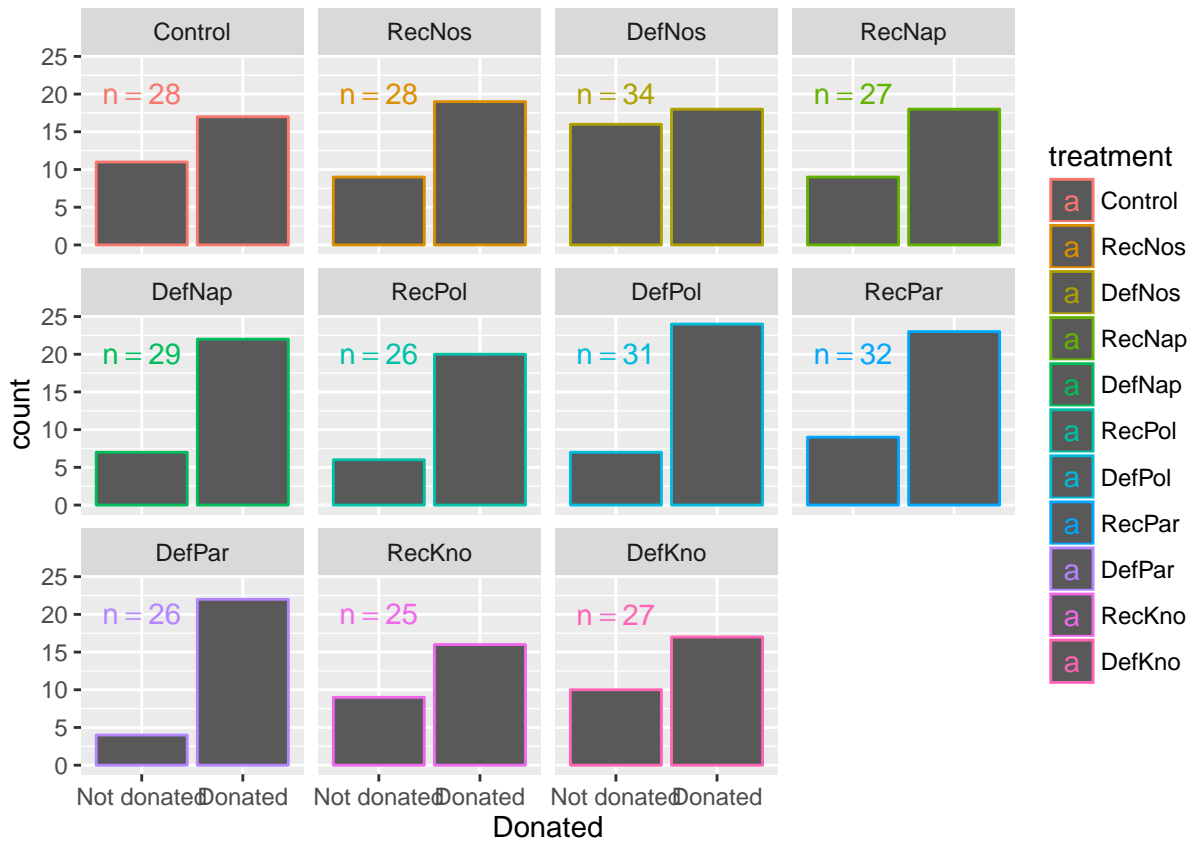 Control RecNos DefNos RecNap
25
20
15
10
5
0
n = 28 n = 28 n = 34 n = 27
DefNap RecPol DefPol RecPar
25
20
15
10
5
0
n = 29 n = 26 n = 31 n = 32
DefPar RecKno DefKno
25
20
15
10
5
0
n = 26 n = 25 n = 27
Not donated Donated Not donated Donated Not donated Donated
Donated
count
treatment
a Control
a RecNos
a DefNos
a RecNap
a DefNap
a RecPol
a DefPol
a RecPar
a DefPar
a RecKno
a DefKno